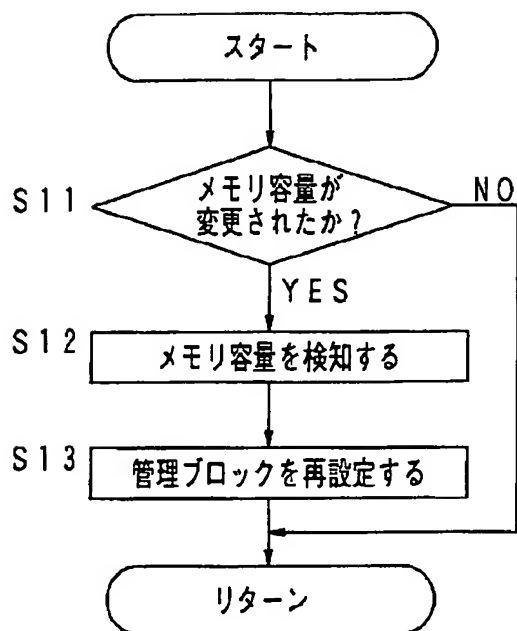 スタート
S11
メモリ容量が
変更されたか?
NO
YES
S12
メモリ容量を検知する
S13
管理ブロックを再設定する
リターン